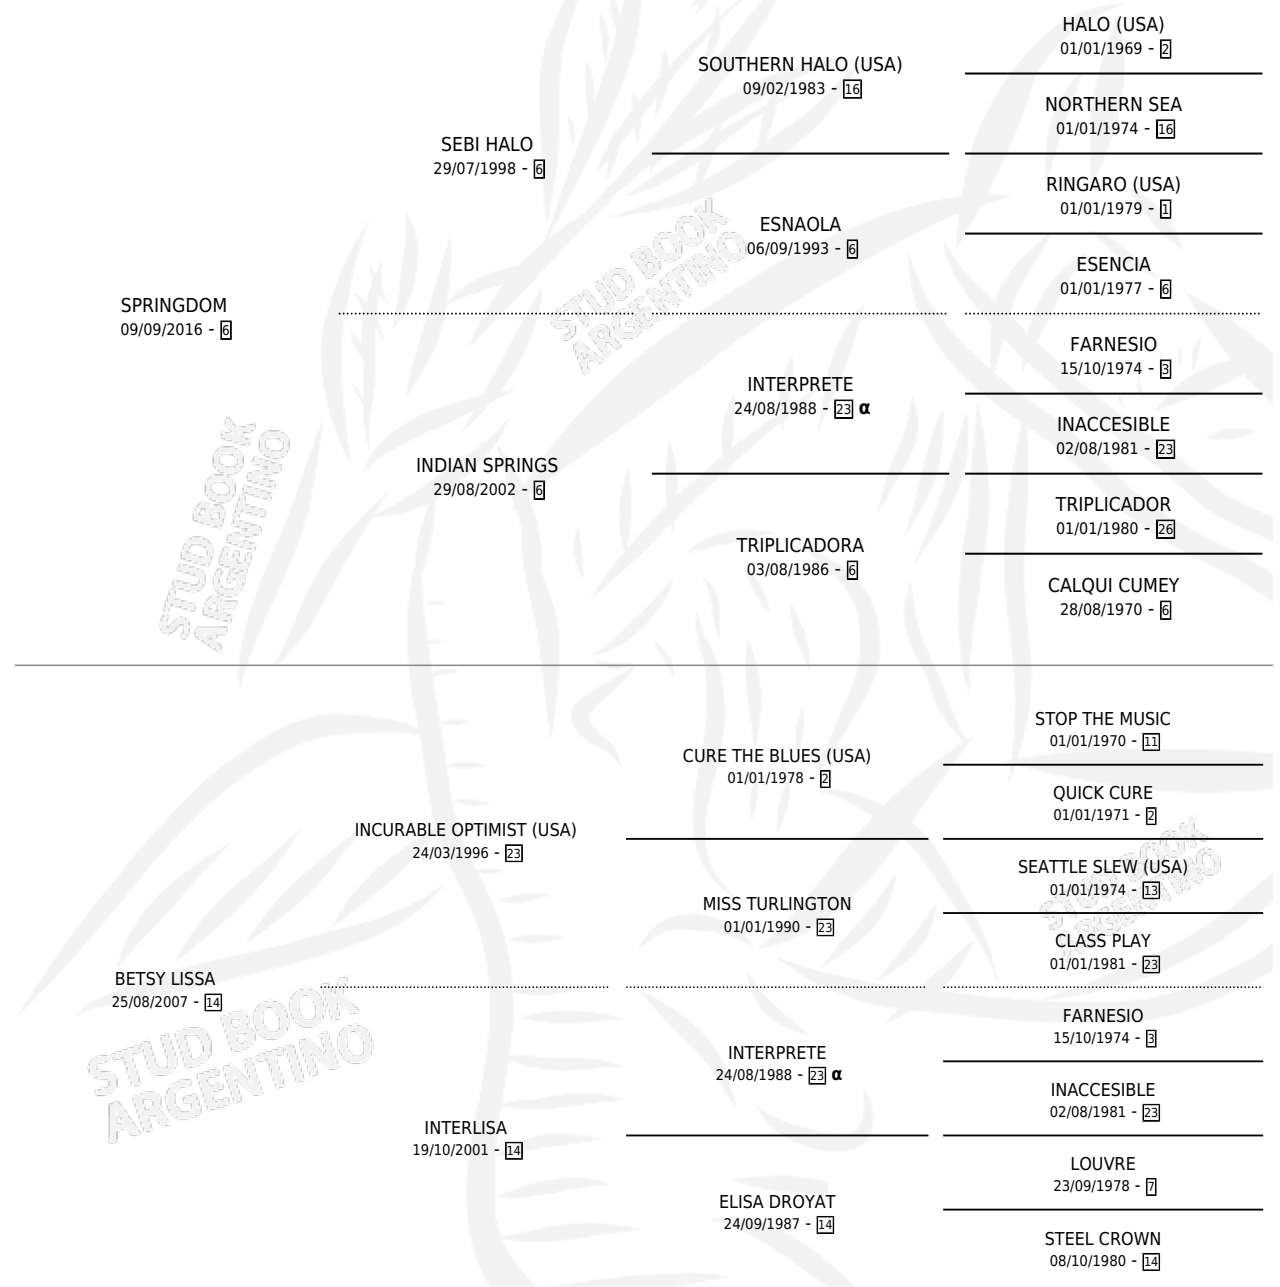 HALO (USA)
01/01/1969 - 2
SOUTHERN HALO (USA)
09/02/1983 - 16
NORTHERN SEA
01/01/1974 - 16
SEBI HALO
29/07/1998 - 6
RINGARO (USA)
01/01/1979 - 1
ESNAOLA
06/09/1993 - 6
ESENCIA
01/01/1977 - 6
SPRINGDOM
09/09/2016 - 6
FARNESIO
15/10/1974 - 3
INTERPRETE
24/08/1988 - 23 α
INACCESIBLE
02/08/1981 - 23
INDIAN SPRINGS
29/08/2002 - 6
TRIPLICADOR
01/01/1980 - 26
TRIPLICADORA
03/08/1986 - 6
CALQUI CUMEY
28/08/1970 - 6
STOP THE MUSIC
01/01/1970 - 11
CURE THE BLUES (USA)
01/01/1978 - 2
QUICK CURE
01/01/1971 - 2
INCURABLE OPTIMIST (USA)
24/03/1996 - 23
SEATTLE SLEW (USA)
01/01/1974 - 13
MISS TURLINGTON
01/01/1990 - 23
CLASS PLAY
01/01/1981 - 23
BETSY LISSA
25/08/2007 - 14
FARNESIO
15/10/1974 - 3
INTERPRETE
24/08/1988 - 23 α
INACCESIBLE
02/08/1981 - 23
INTERLISA
19/10/2001 - 14
LOUVRE
23/09/1978 - 7
ELISA DROYAT
24/09/1987 - 14
STEEL CROWN
08/10/1980 - 14
STUD BOOK
ARGENTINO
STUD BOOK
ARGENTINO
STUD BOOK
ARGENTINO
STUD BOOK
ARGENTINO